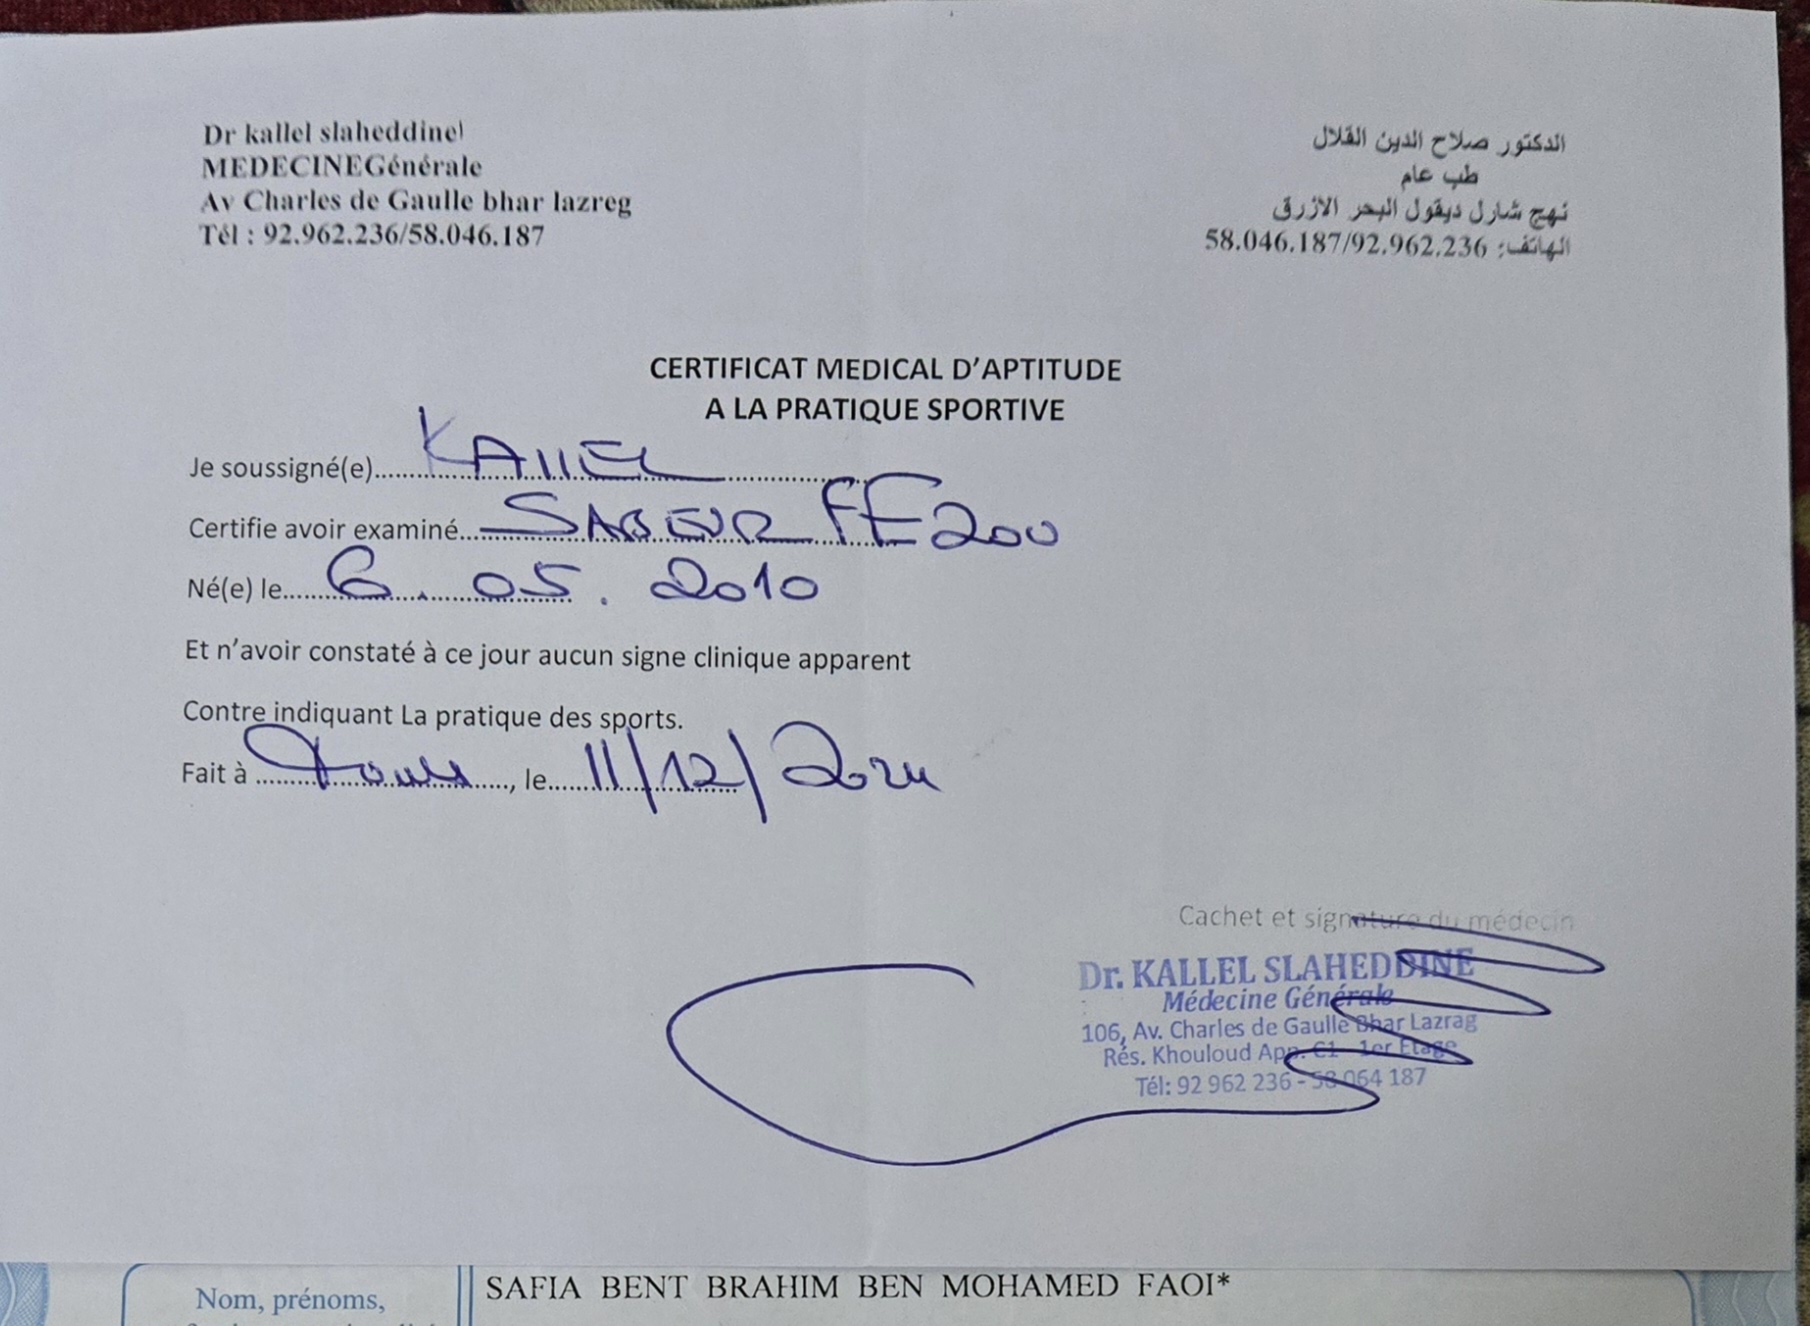 Dr kallel slaheddinel
MEDECINEGénérale
Av Charles de Gaulle bhar lazreg
Tél : 92.962.236/58.046.187
الدكتور صلاح الدين القلال
طب عام
نهج شارل ديقول البحر الازرق
الهاتف: 58.046.187/92.962.236
CERTIFICAT MEDICAL D'APTITUDE
A LA PRATIQUE SPORTIVE
Je soussigné(e)........KALLEL........
Certifie avoir examiné....SABEUR
Né(e) le......6. 05. 2010
Et n'avoir constaté à ce jour aucun signe clinique apparent
Contre indiquant La pratique des sports.
Fait à ............, le......11/12/2024
Cachet et signature du médecin
Dr. KALLEL SLAHEDDINE
Médecine Générale
106, Av. Charles de Gaulle Bhar Lazrag
Rés. Khouloud App. C1 - 1er Etage
Tél: 92 962 236 - 58 064 187
Nom, prénoms,
SAFIA BENT BRAHIM BEN MOHAMED FAOI*